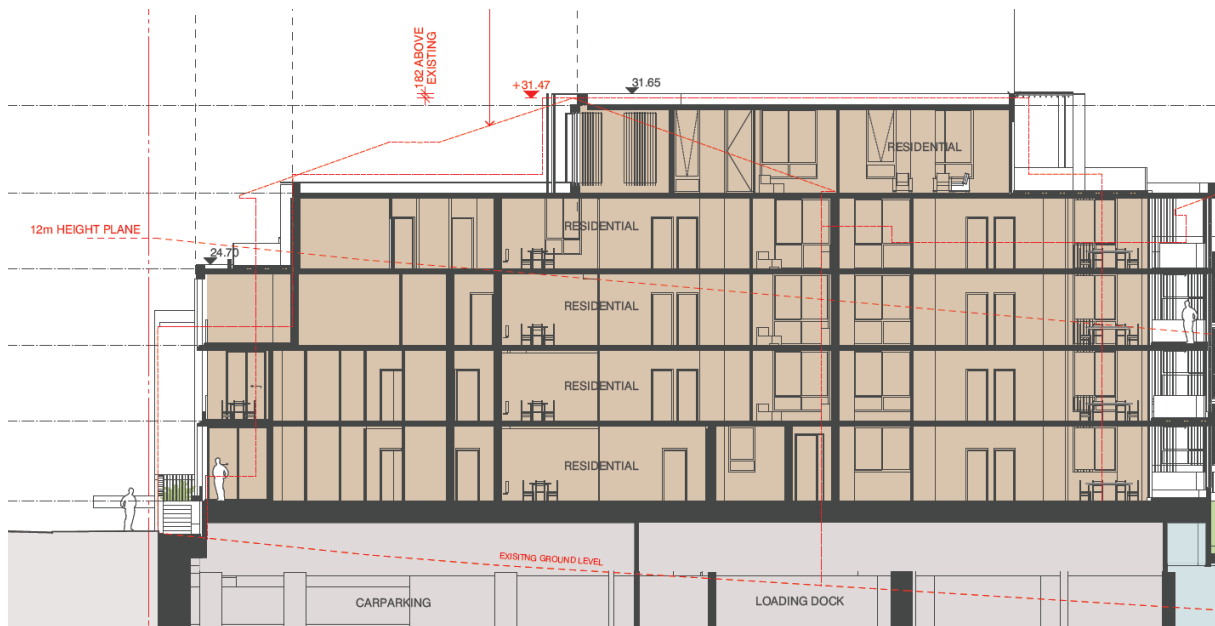 .182 ABOVE
EXISTING
+31.47
31.65
RESIDENTIAL
RESIDENTIAL
12m HEIGHT PLANE
24.70
RESIDENTIAL
RESIDENTIAL
RESIDENTIAL
EXISITNG GROUND LEVEL
CARPARKING
LOADING DOCK